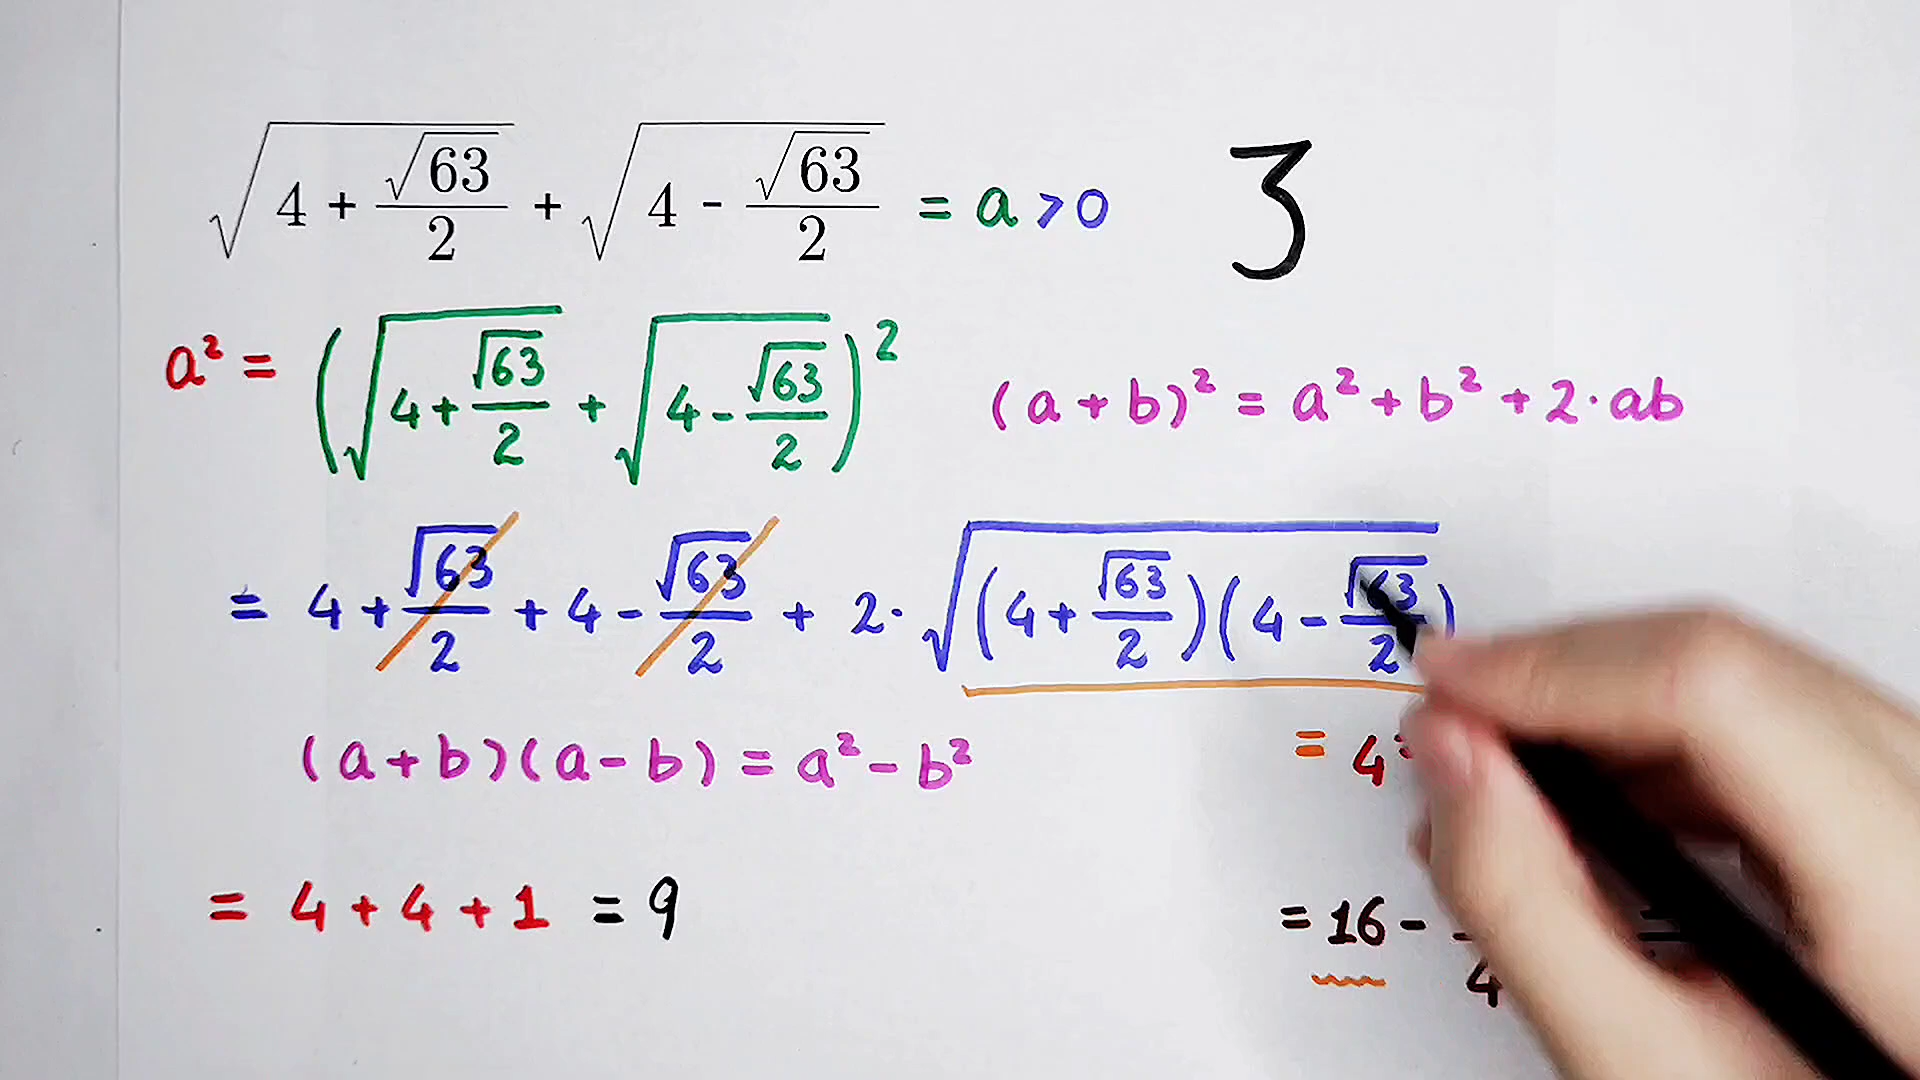 √(4 + √63/2) + √(4 - √63/2) = a > 0 3
a² = (√(4 + √63/2) + √(4 - √63/2))² (a + b)² = a² + b² + 2·ab
= 4 + √63/2 + 4 - √63/2 + 2·√((4 + √63/2)(4 - √63/2))
(a + b)(a - b) = a² - b² = 4
= 4 + 4 + 1 = 9 = 16 - 4